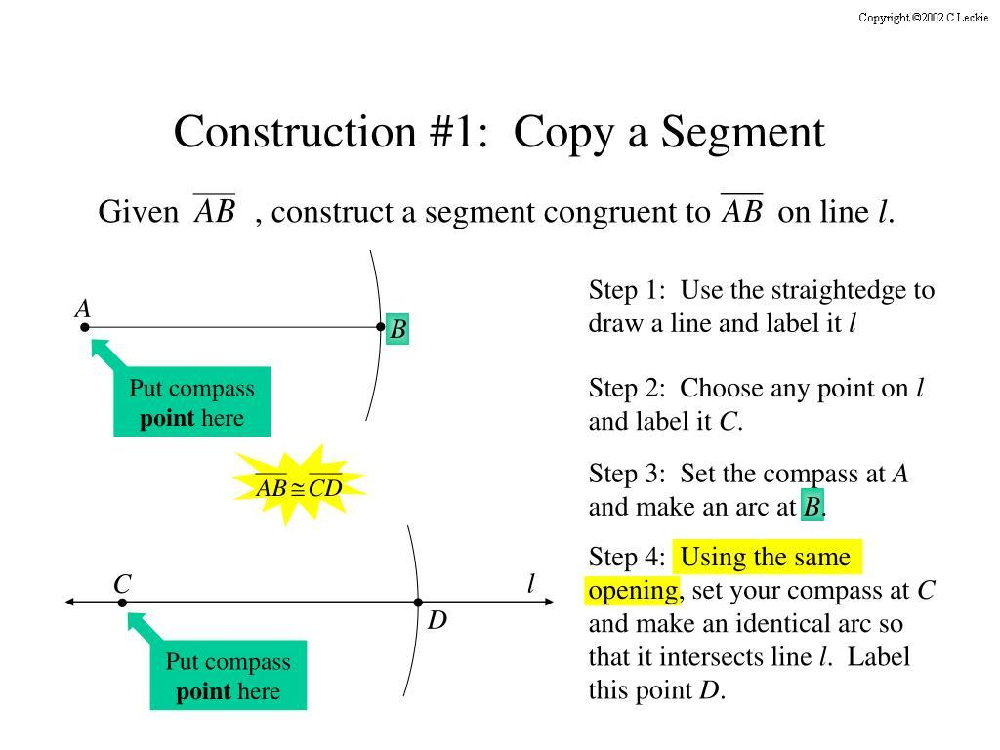 Copyright ©2002 C Leckie
Construction #1: Copy a Segment
Given AB , construct a segment congruent to AB on line l.
A
B
Put compass
point here
AB ≅ CD
C
l
D
Put compass
point here
Step 1: Use the straightedge to
draw a line and label it l
Step 2: Choose any point on l
and label it C.
Step 3: Set the compass at A
and make an arc at B.
Step 4: Using the same
opening, set your compass at C
and make an identical arc so
that it intersects line l. Label
this point D.